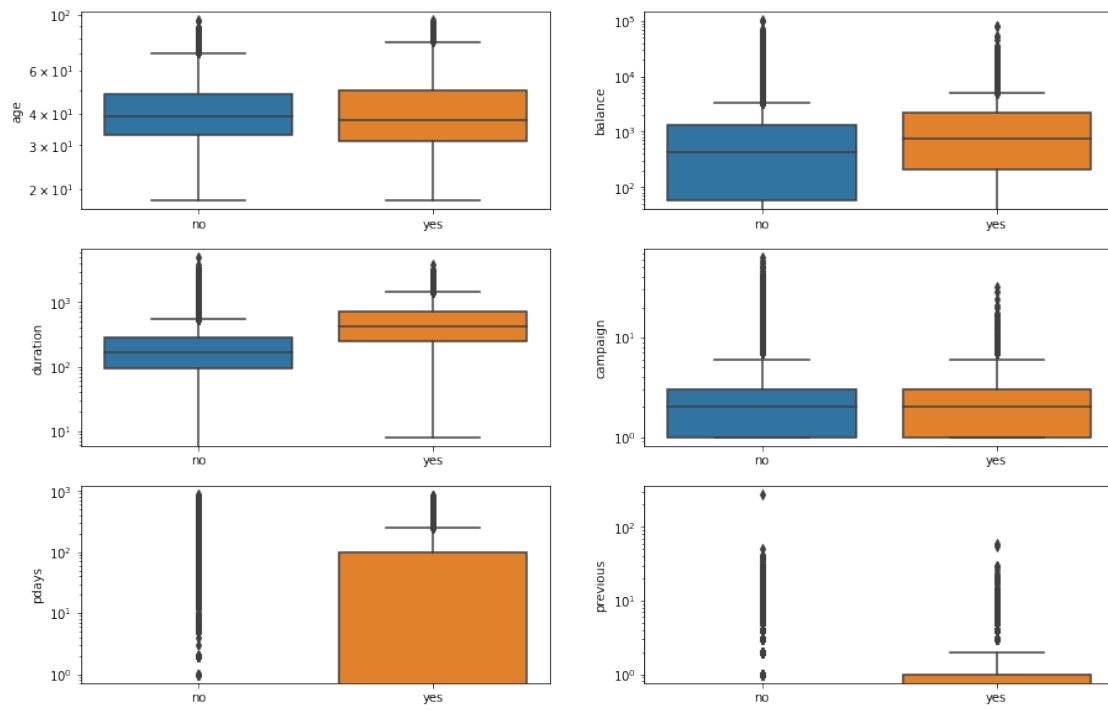 10²
6 × 10¹
4 × 10¹
3 × 10¹
2 × 10¹
age
no
yes
10⁵
10⁴
10³
10²
balance
no
yes
10³
10²
10¹
duration
no
yes
10¹
10⁰
campaign
no
yes
10³
10²
10¹
10⁰
pdays
no
yes
10²
10¹
10⁰
previous
no
yes